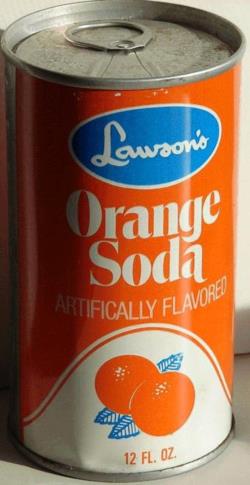 Lawson's
Orange
Soda
ARTIFICALLY FLAVORED
12 FL. OZ.